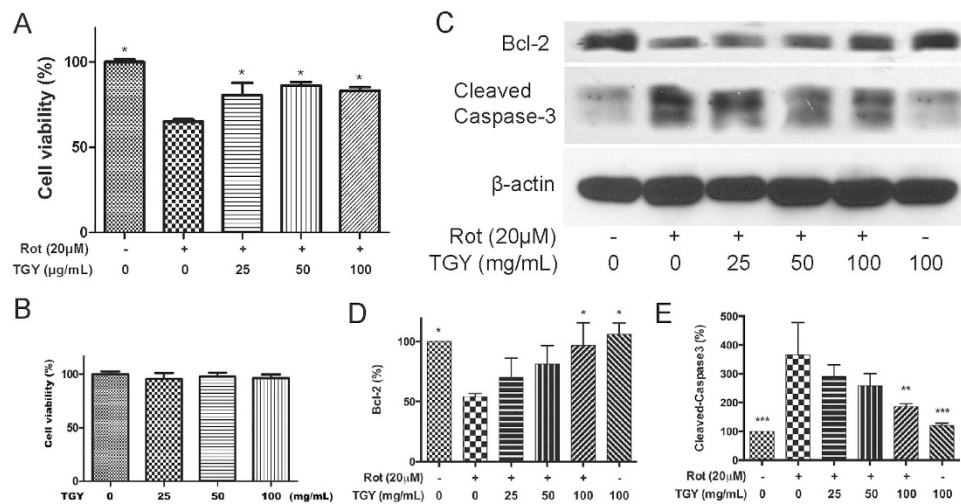 A
Cell viability (%)
100
*
*
*
*
50
0
Rot (20µM) - + + + +
TGY (µg/mL) 0 0 25 50 100
B
Cell viability (%)
100
50
0
TGY 0 25 50 100 (mg/mL)
C
Bcl-2
Cleaved
Caspase-3
β-actin
Rot (20µM) - + + + + -
TGY (mg/mL) 0 0 25 50 100 100
D
Bcl-2 (%)
100
*
*
*
50
0
Rot (20µM) - + + + + -
TGY (mg/mL) 0 0 25 50 100 100
E
Cleaved-Caspase3 (%)
500
400
300
200
100
0
***
**
***
Rot (20µM) - + + + + -
TGY (mg/mL) 0 0 25 50 100 100